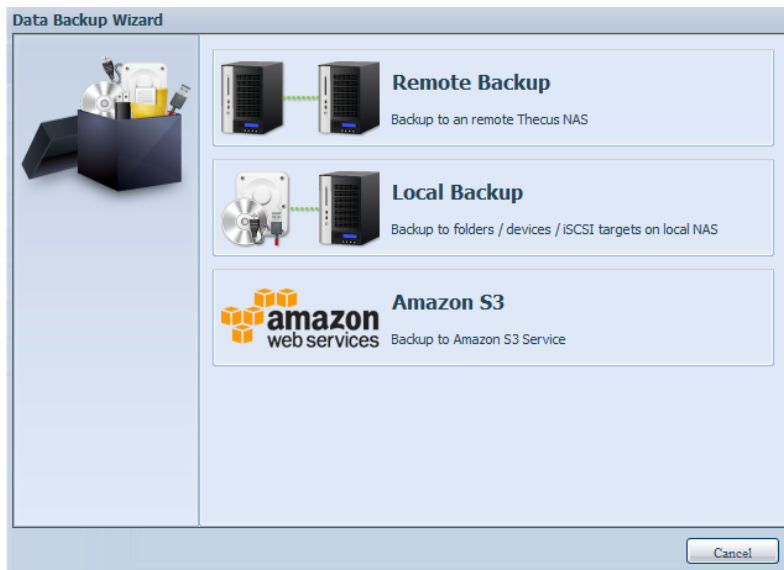 Data Backup Wizard
Remote Backup
Backup to an remote Thecus NAS
Local Backup
Backup to folders / devices / iSCSI targets on local NAS
amazon
web services
Amazon S3
Backup to Amazon S3 Service
Cancel